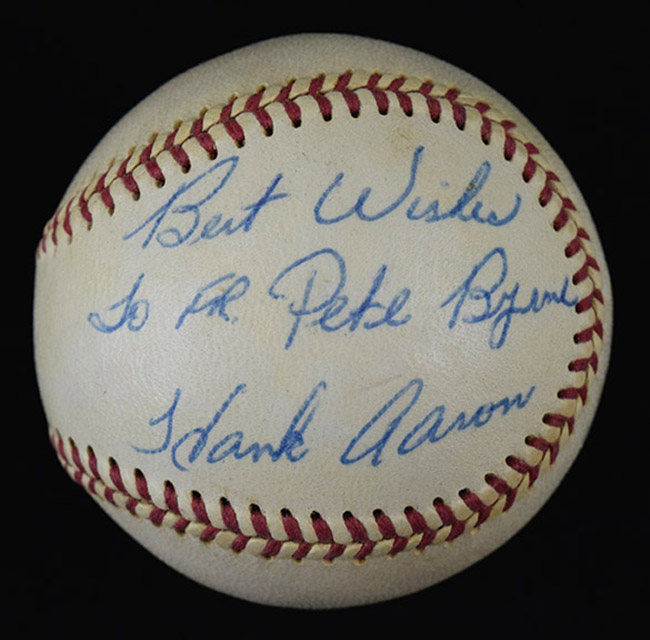 Best Wishes
To FR. Pete Byrne
Hank Aaron